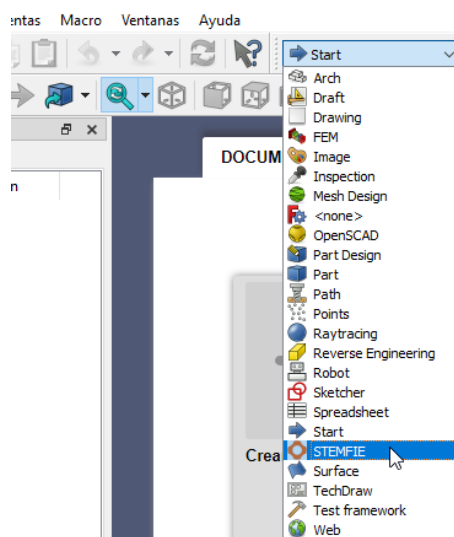 entas Macro Ventanas Ayuda
Start
Arch
Draft
Drawing
FEM
Image
Inspection
Mesh Design
<none>
OpenSCAD
Part Design
Part
Path
Points
Raytracing
Reverse Engineering
Robot
Sketcher
Spreadsheet
Start
STEMFIE
Surface
TechDraw
Test framework
Web
DOCUM
n
Crea